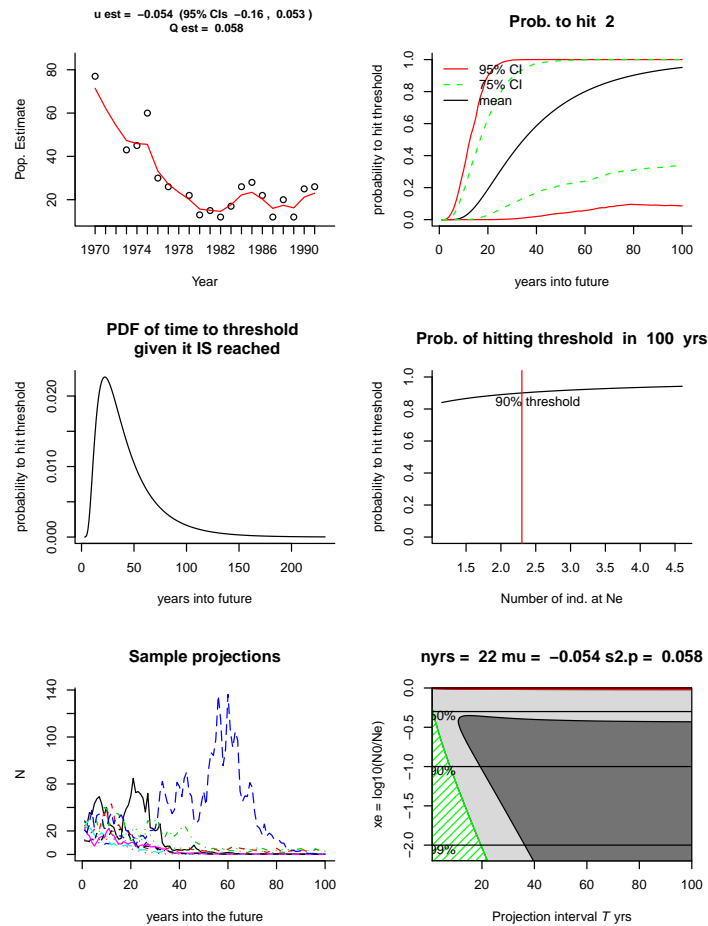 u est = −0.054 (95% CIs −0.16 , 0.053 )
Q est = 0.058
Pop. Estimate
80
60
40
20
1970 1974 1978 1982 1986 1990
Year
Prob. to hit 2
probability to hit threshold
1.0
0.8
0.6
0.4
0.2
0.0
95% CI
75% CI
mean
0 20 40 60 80 100
years into future
PDF of time to threshold
given it IS reached
probability to hit threshold
0.020
0.010
0.000
0 50 100 150 200
years into future
Prob. of hitting threshold in 100 yrs
probability to hit threshold
1.0
0.8
0.6
0.4
0.2
0.0
90% threshold
1.5 2.0 2.5 3.0 3.5 4.0 4.5
Number of ind. at Ne
Sample projections
N
140
100
60
20
0
0 20 40 60 80 100
years into the future
nyrs = 22 mu = −0.054 s2.p = 0.058
xe = log10(N0/Ne)
0.0
−0.5
−1.0
−1.5
−2.0
50%
90%
99%
20 40 60 80 100
Projection interval T yrs